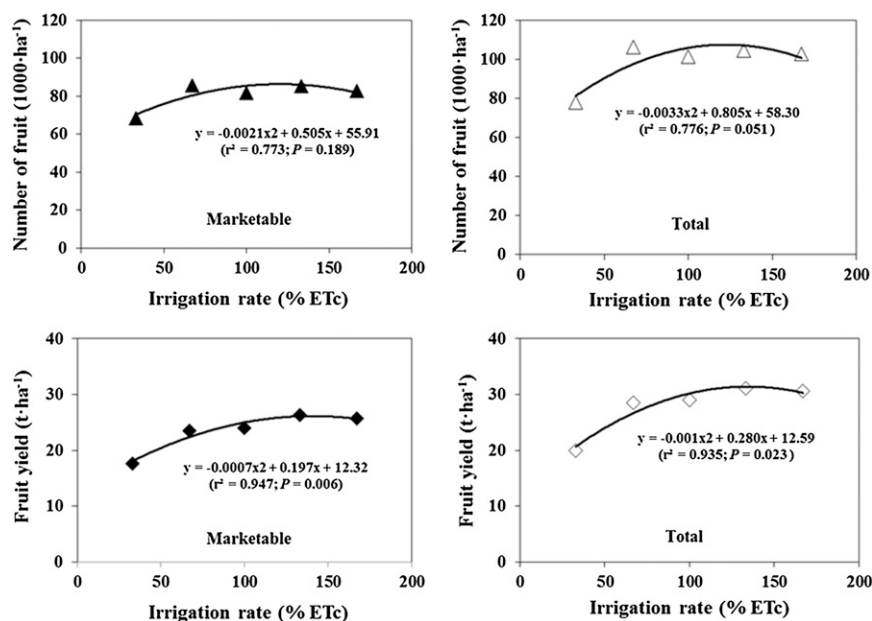 Number of fruit (1000·ha⁻¹)
120
100
80
60
40
20
0
y = -0.0021x2 + 0.505x + 55.91
(r² = 0.773; P = 0.189)
Marketable
0 50 100 150 200
Irrigation rate (% ETc)
Number of fruit (1000·ha⁻¹)
120
100
80
60
40
20
0
y = -0.0033x2 + 0.805x + 58.30
(r² = 0.776; P = 0.051)
Total
0 50 100 150 200
Irrigation rate (% ETc)
Fruit yield (t·ha⁻¹)
40
30
20
10
0
y = -0.0007x2 + 0.197x + 12.32
(r² = 0.947; P = 0.006)
Marketable
0 50 100 150 200
Irrigation rate (% ETc)
Fruit yield (t·ha⁻¹)
40
30
20
10
0
y = -0.001x2 + 0.280x + 12.59
(r² = 0.935; P = 0.023 )
Total
0 50 100 150 200
Irrigation rate (% ETc)